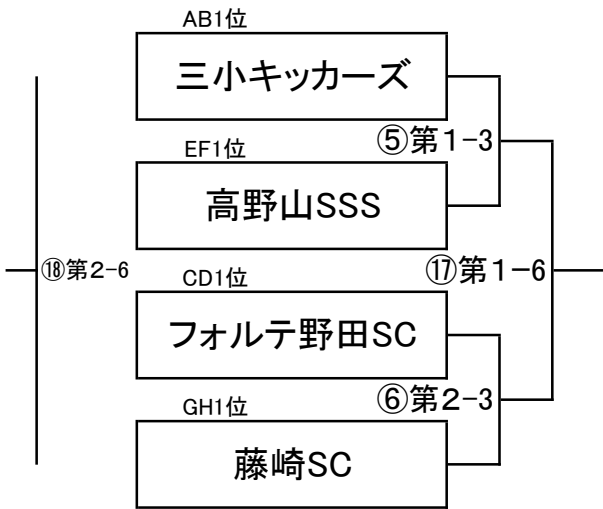 AB1位
三小キッカーズ
⑤第1-3
EF1位
高野山SSS
⑱第2-6
⑰第1-6
CD1位
フォルテ野田SC
⑥第2-3
GH1位
藤崎SC